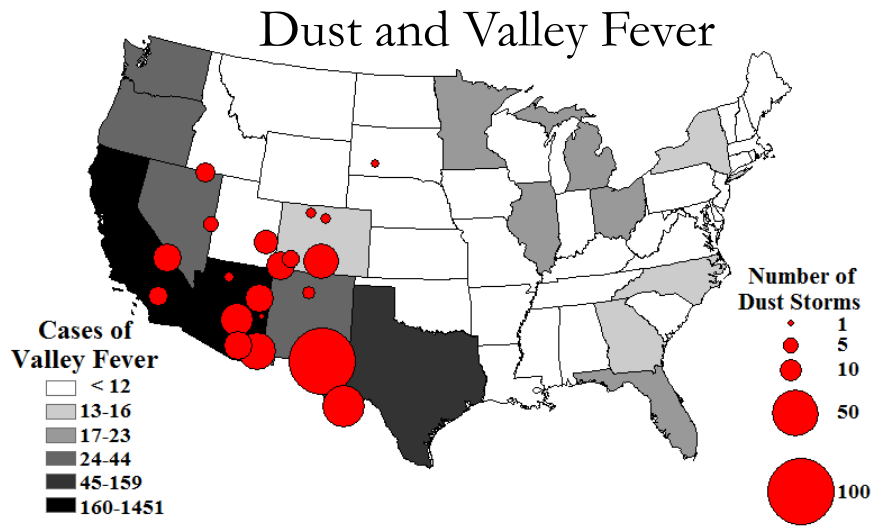 Dust and Valley Fever
Cases of
Valley Fever
< 12
13-16
17-23
24-44
45-159
160-1451
Number of
Dust Storms
1
5
10
50
100